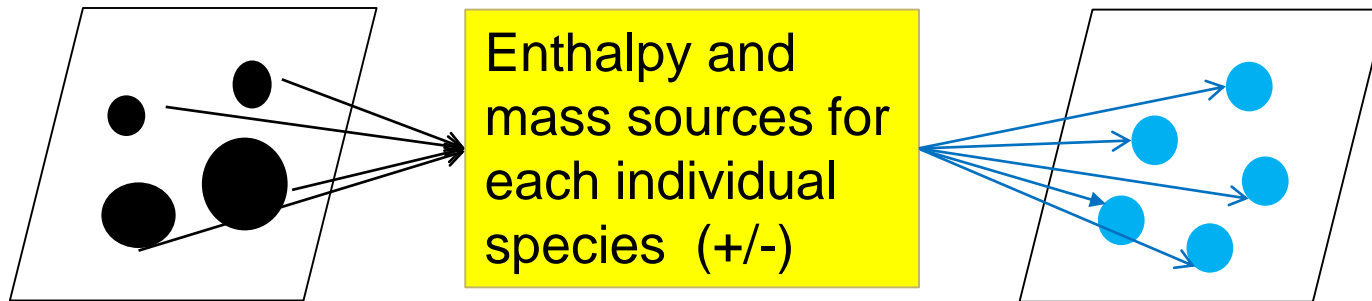 Enthalpy and
mass sources for
each individual
species (+/-)